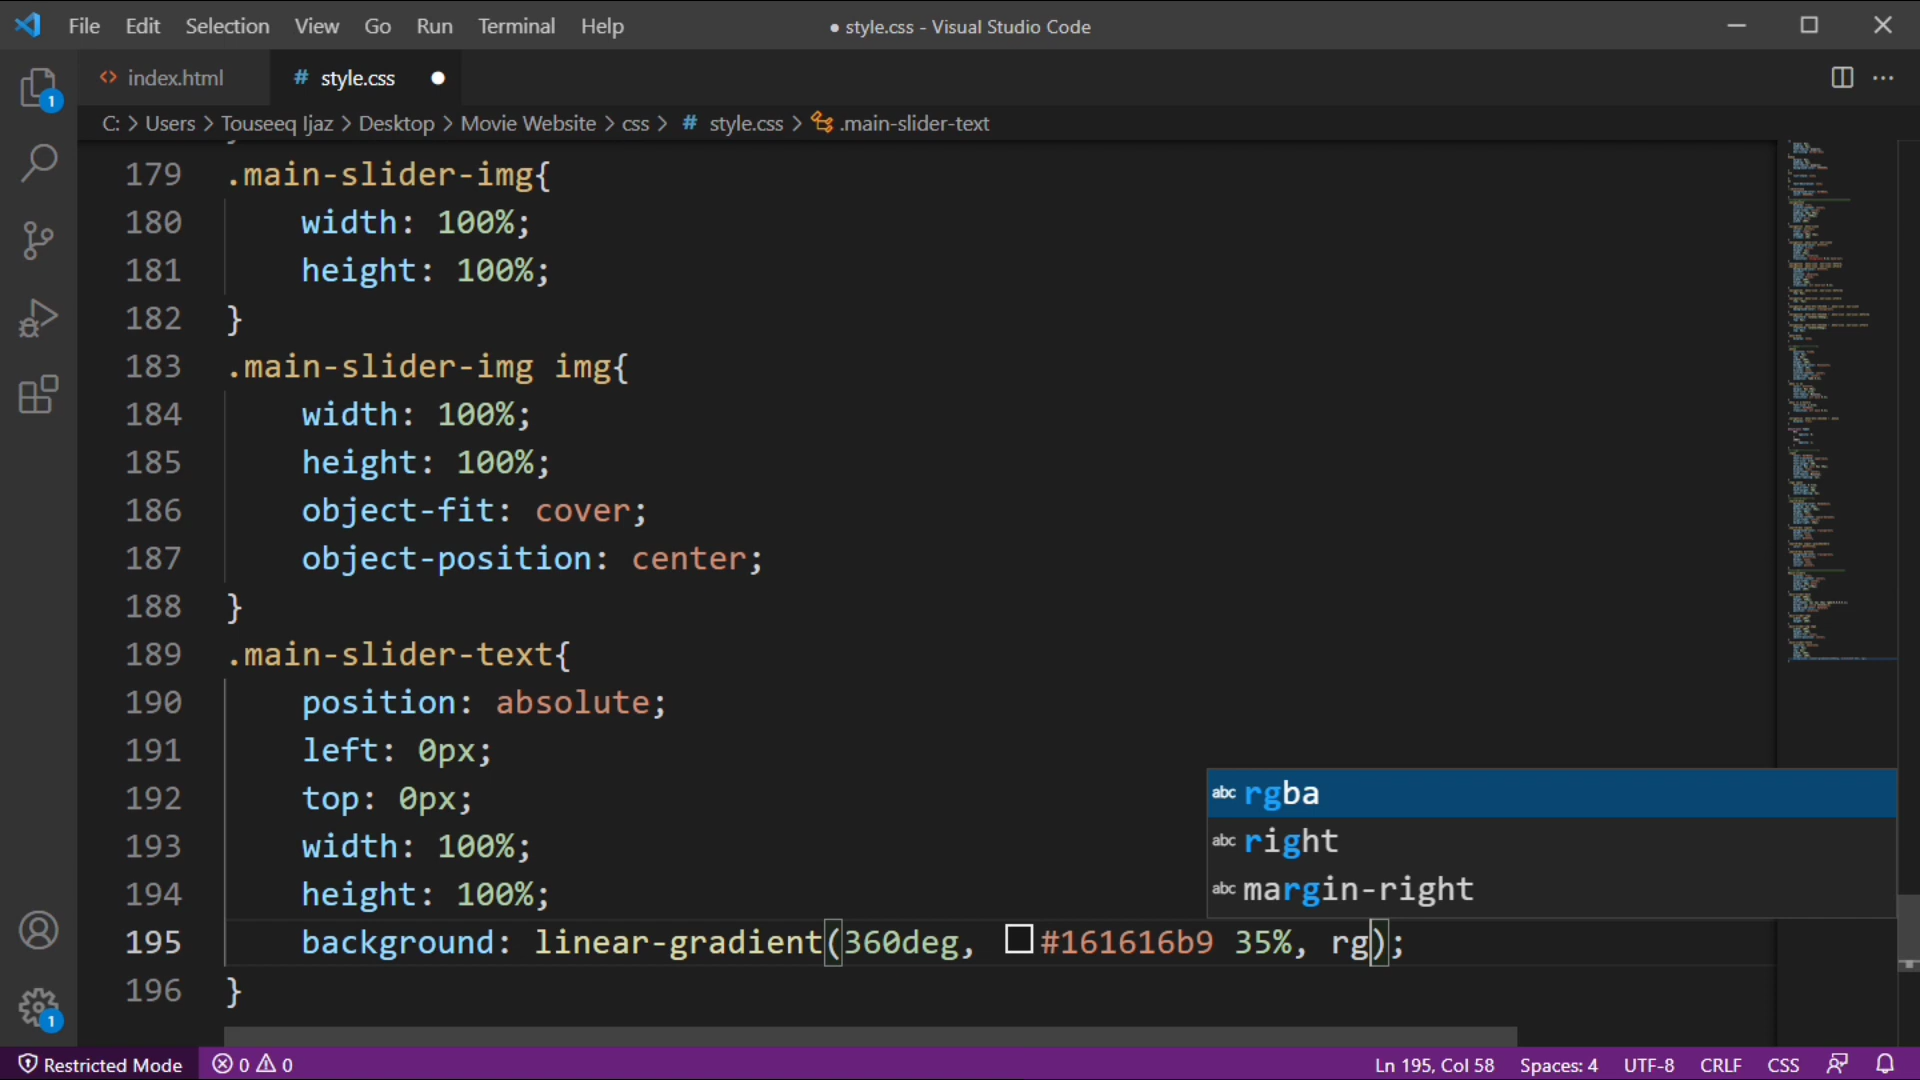 File Edit Selection View Go Run Terminal Help ● style.css - Visual Studio Code
index.html # style.css ●
C: > Users > Touseeq Ijaz > Desktop > Movie Website > css > # style.css > .main-slider-text
179 .main-slider-img{
180 width: 100%;
181 height: 100%;
182 }
183 .main-slider-img img{
184 width: 100%;
185 height: 100%;
186 object-fit: cover;
187 object-position: center;
188 }
189 .main-slider-text{
190 position: absolute;
191 left: 0px;
192 top: 0px;
193 width: 100%;
194 height: 100%;
195 background: linear-gradient(360deg, #161616b9 35%, rg);
196 }
abc rgba
abc right
abc margin-right
1
1
Restricted Mode 0 0 Ln 195, Col 58 Spaces: 4 UTF-8 CRLF CSS